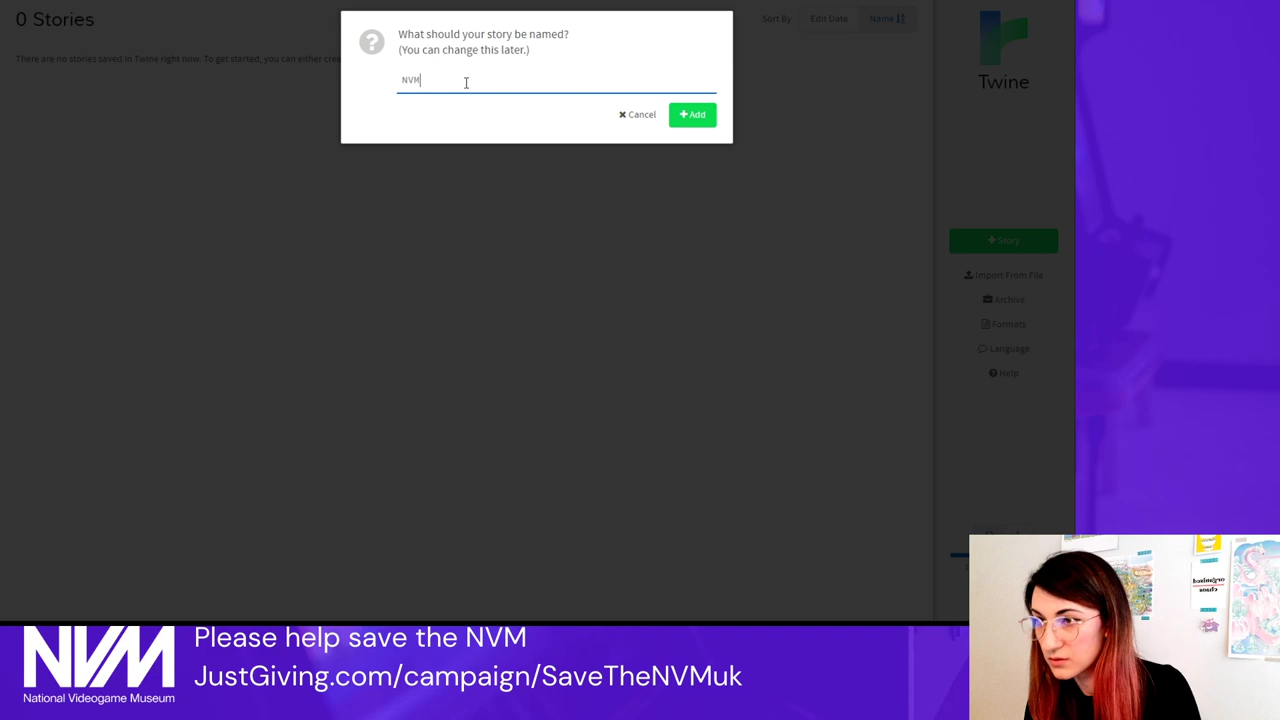 0 Stories
Sort By Edit Date Name
There are no stories saved in Twine right now. To get started, you can either
What should your story be named?
(You can change this later.)
NVM
Cancel
Add
Twine
Story
Import From File
Archive
Formats
Language
Help
organised
chaos
Please help save the NVM
JustGiving.com/campaign/SaveTheNVMuk
NVM
National Videogame Museum